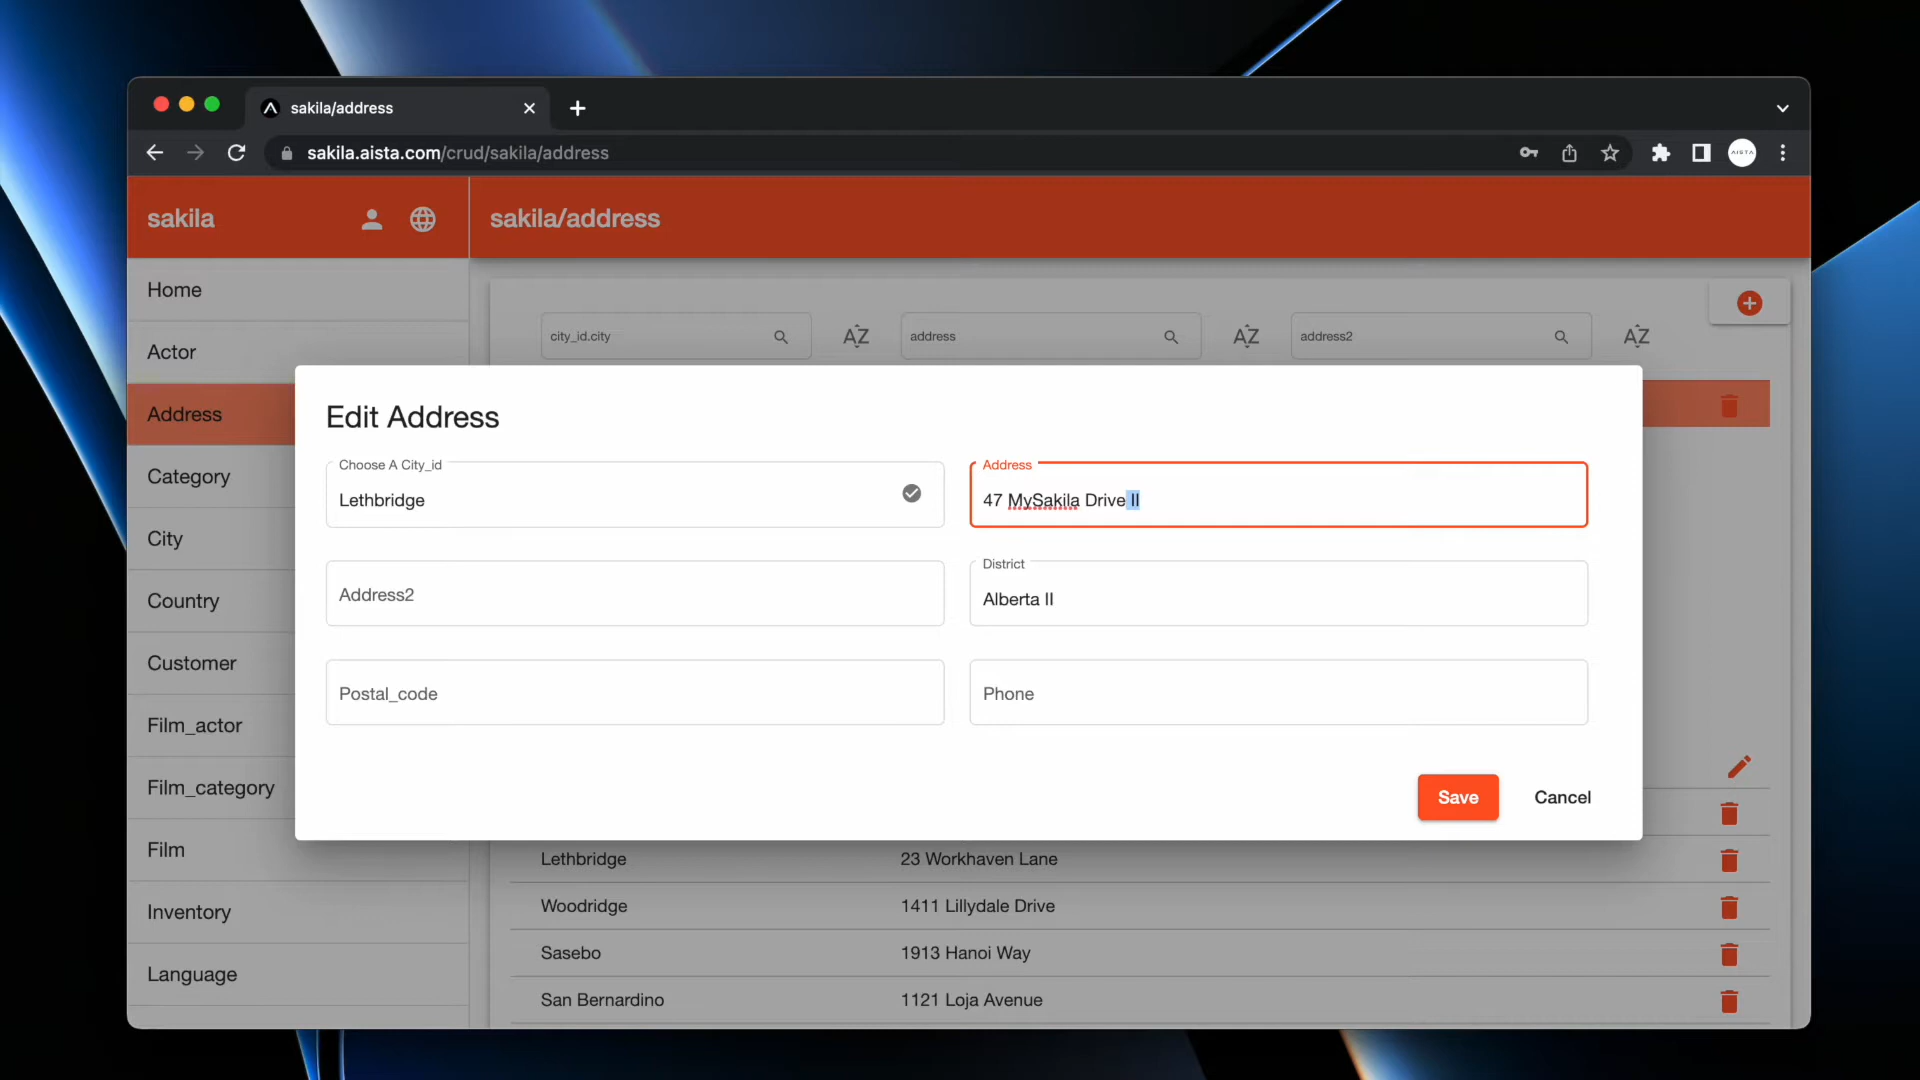 sakila/address
sakila.aista.com/crud/sakila/address
AISTA
sakila
sakila/address
Home
Actor
Address
Category
City
Country
Customer
Film_actor
Film_category
Film
Inventory
Language
city_id.city
AZ
address
AZ
address2
AZ
Edit Address
Choose A City_id
Lethbridge
Address
47 MySakila Drive II
Address2
District
Alberta II
Postal_code
Phone
Save
Cancel
Lethbridge 23 Workhaven Lane
Woodridge 1411 Lillydale Drive
Sasebo 1913 Hanoi Way
San Bernardino 1121 Loja Avenue